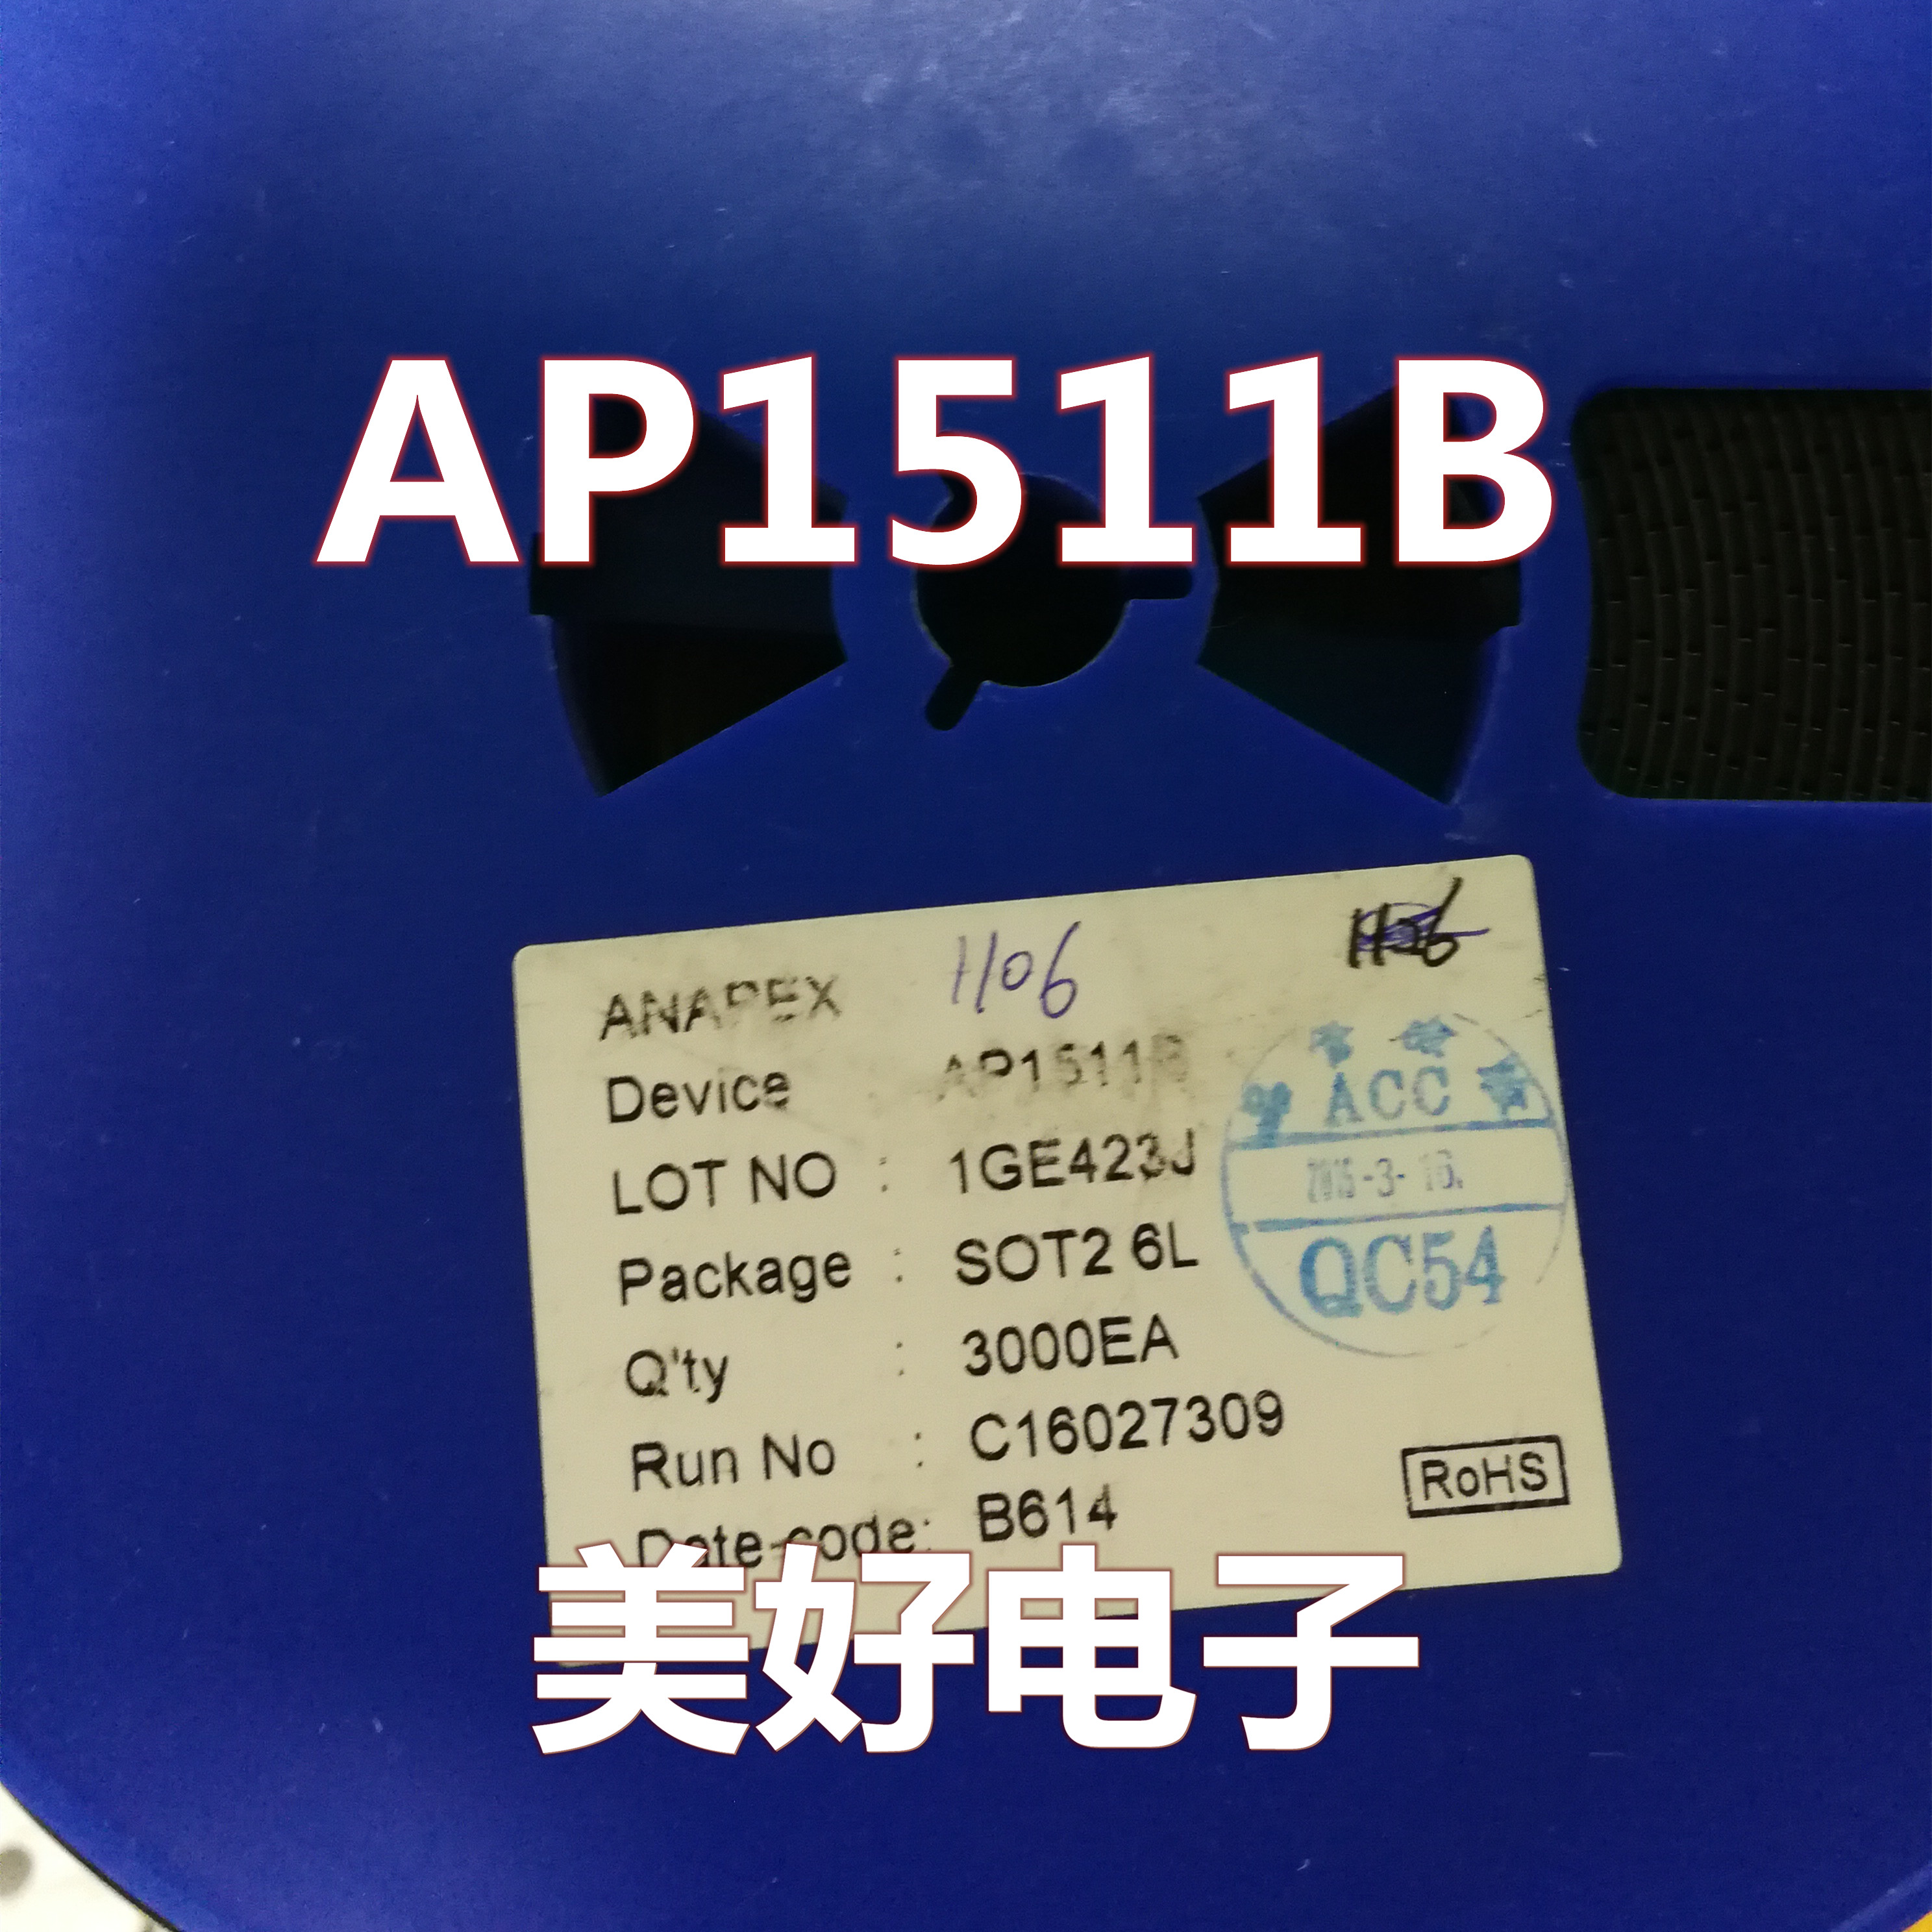 AP1511B
1106
1106
ANAPEX
Device : AP1511B
ACC
LOT NO : 1GE423J
Package : SOT2 6L
QC54
Q'ty : 3000EA
Run No : C16027309
RoHS
Date code: B614
美好电子